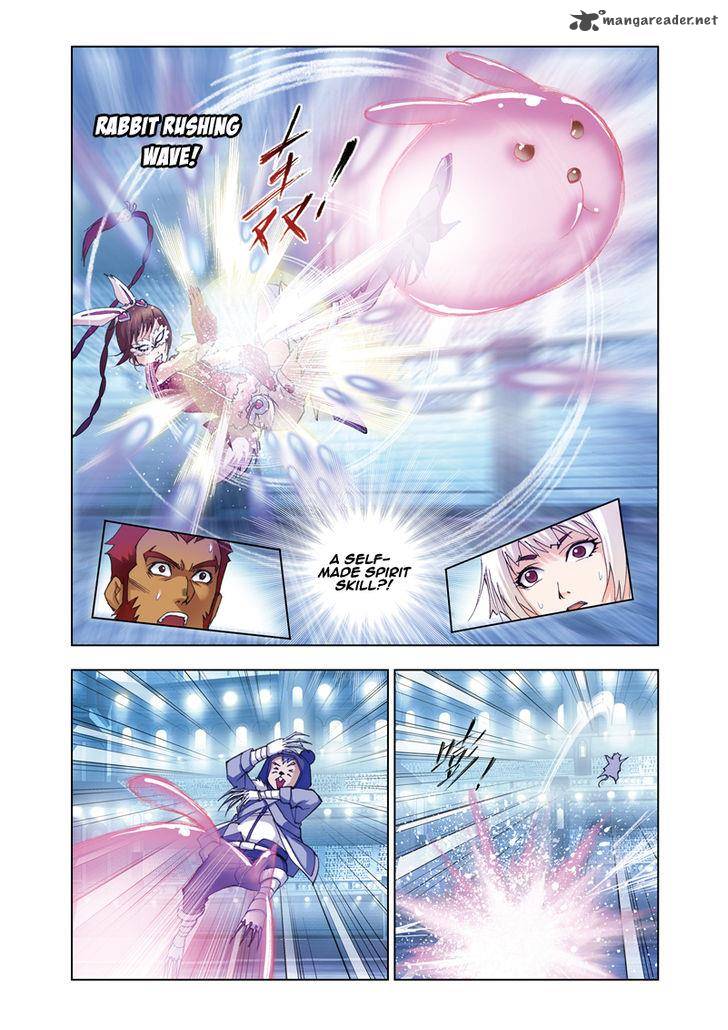 mangareader.net
RABBIT RUSHING
WAVE!
轰!
A SELF-
MADE SPIRIT
SKILL?!
嘭!